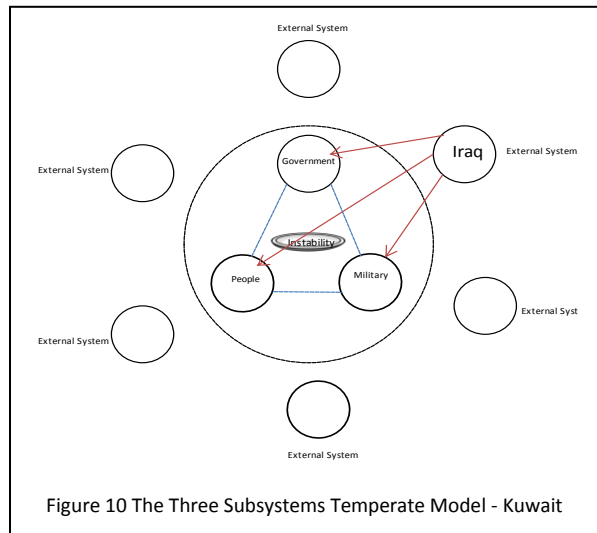 External System
Government
Iraq
External System
External System
Instability
People
Military
External Syst
External System
External System
Figure 10 The Three Subsystems Temperate Model - Kuwait